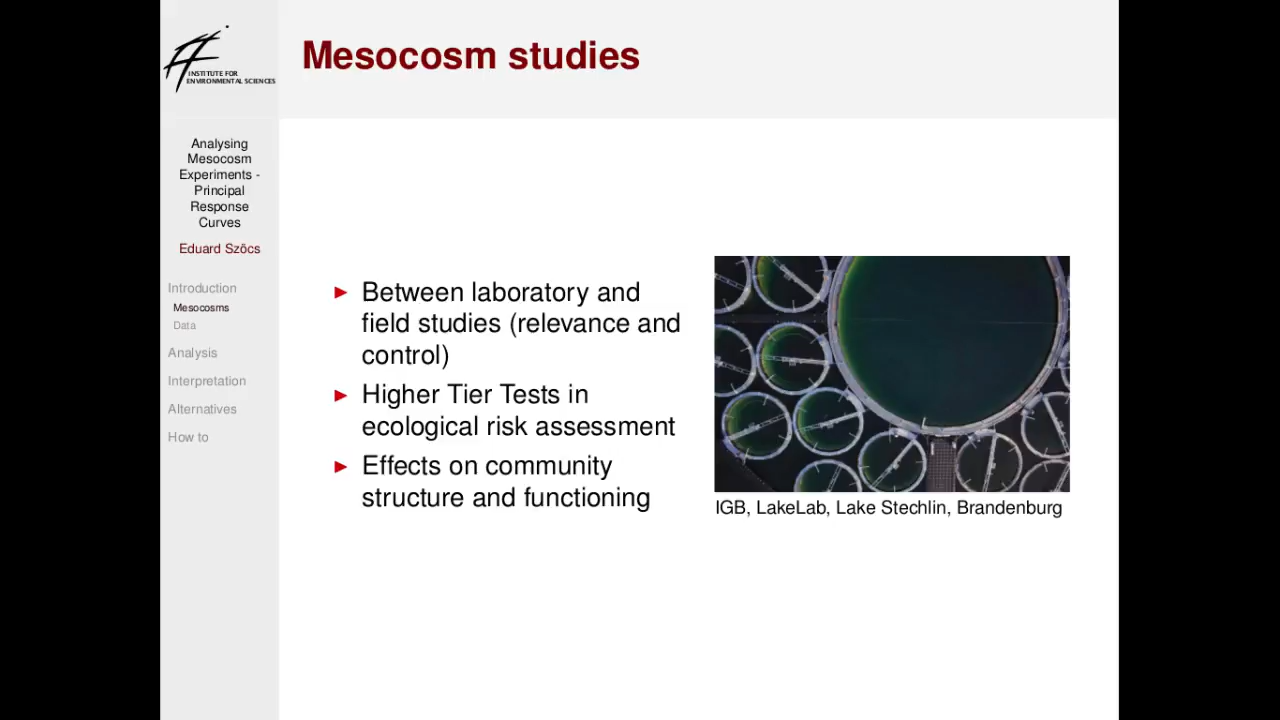 INSTITUTE FOR
ENVIRONMENTAL SCIENCES
Mesocosm studies
Analysing
Mesocosm
Experiments -
Principal
Response
Curves
Eduard Szöcs
Introduction
Mesocosms
Data
Analysis
Interpretation
Alternatives
How to
► Between laboratory and
field studies (relevance and
control)
► Higher Tier Tests in
ecological risk assessment
► Effects on community
structure and functioning
IGB, LakeLab, Lake Stechlin, Brandenburg